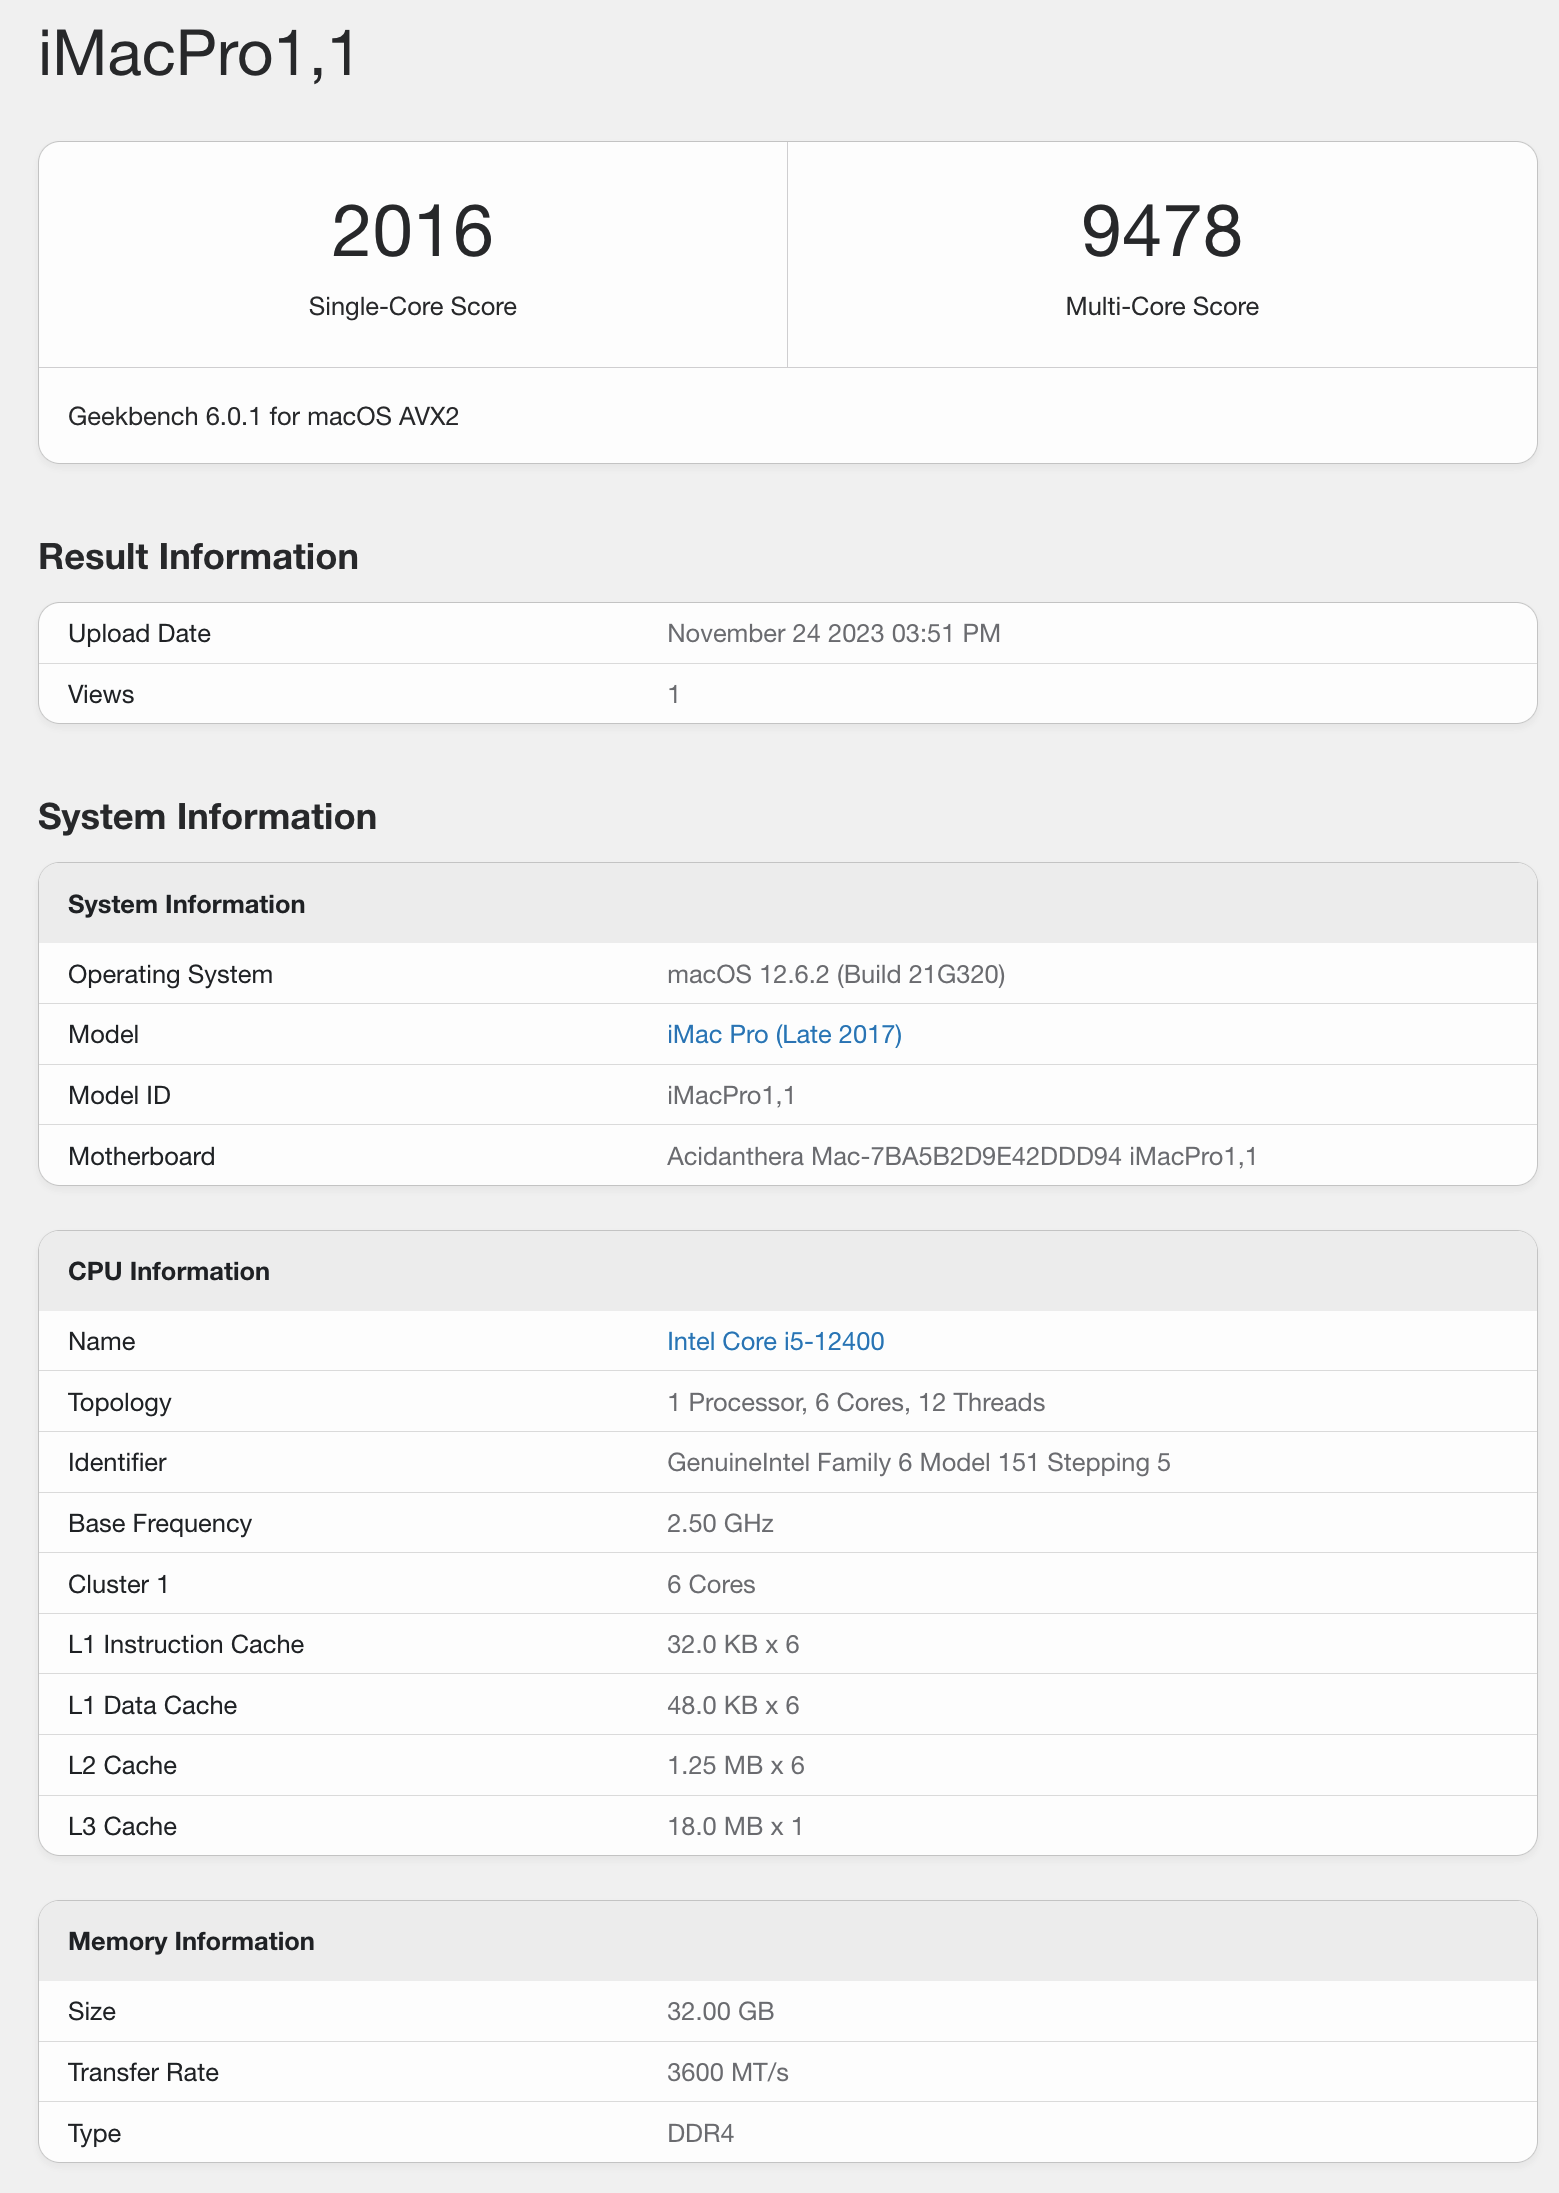 iMacPro1,1
2016
Single-Core Score
9478
Multi-Core Score
Geekbench 6.0.1 for macOS AVX2
Result Information
Upload Date November 24 2023 03:51 PM
Views 1
System Information
System Information
Operating System macOS 12.6.2 (Build 21G320)
Model iMac Pro (Late 2017)
Model ID iMacPro1,1
Motherboard Acidanthera Mac-7BA5B2D9E42DDD94 iMacPro1,1
CPU Information
Name Intel Core i5-12400
Topology 1 Processor, 6 Cores, 12 Threads
Identifier GenuineIntel Family 6 Model 151 Stepping 5
Base Frequency 2.50 GHz
Cluster 1 6 Cores
L1 Instruction Cache 32.0 KB x 6
L1 Data Cache 48.0 KB x 6
L2 Cache 1.25 MB x 6
L3 Cache 18.0 MB x 1
Memory Information
Size 32.00 GB
Transfer Rate 3600 MT/s
Type DDR4